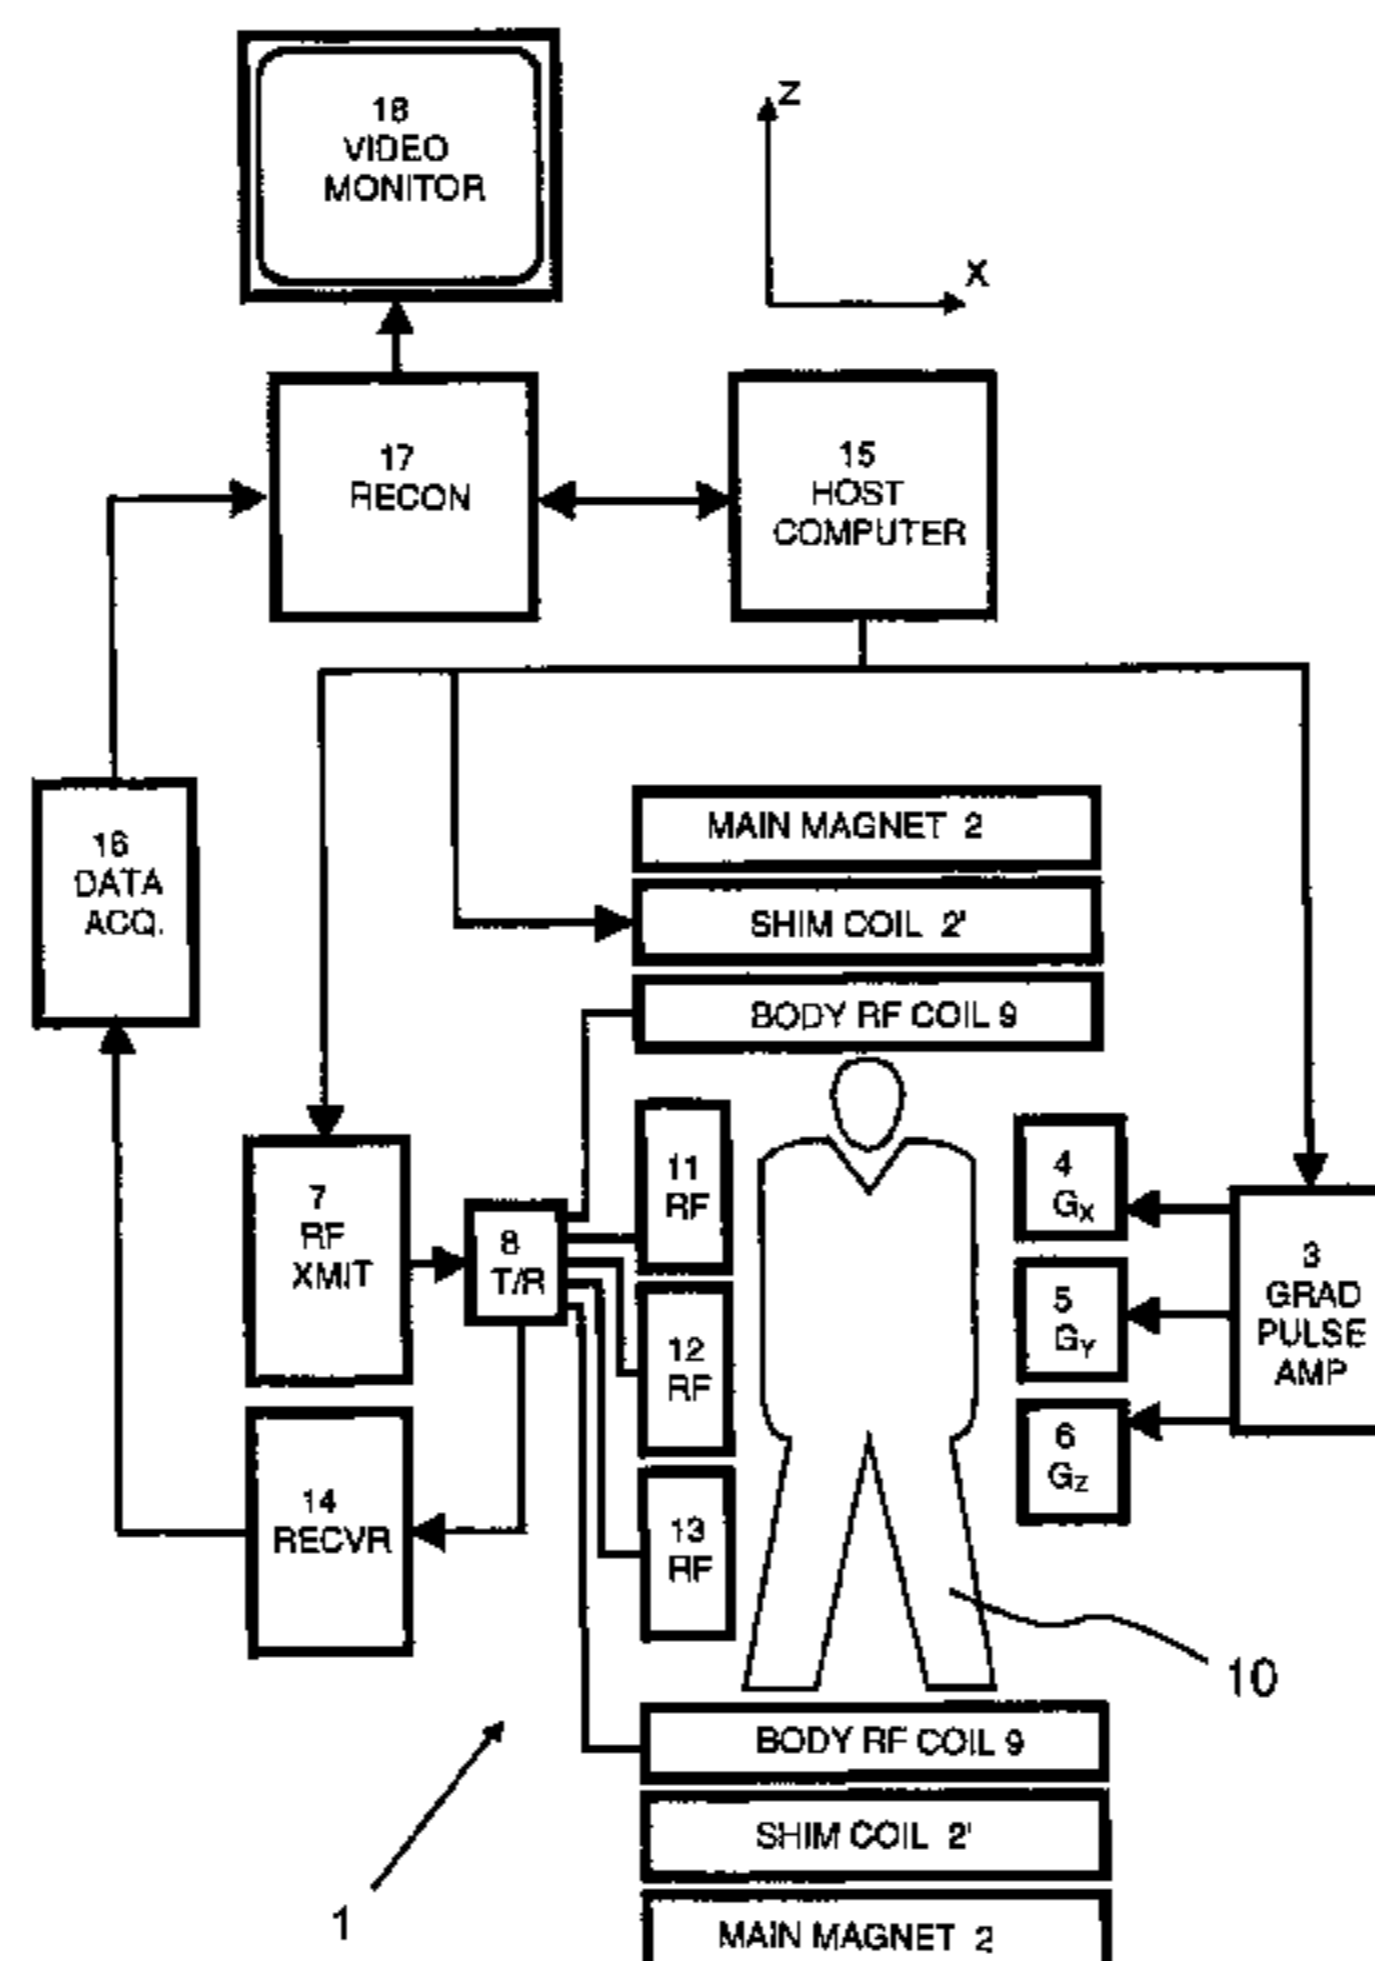 18
VIDEO
MONITOR
Z
X
17
RECON
15
HOST
COMPUTER
16
DATA
ACQ.
MAIN MAGNET 2
SHIM COIL 2'
BODY RF COIL 9
7
RF
XMIT
8
T/R
11
RF
12
RF
13
RF
4
GX
5
GY
6
GZ
3
GRAD
PULSE
AMP
14
RECVR
10
BODY RF COIL 9
SHIM COIL 2'
MAIN MAGNET 2
1